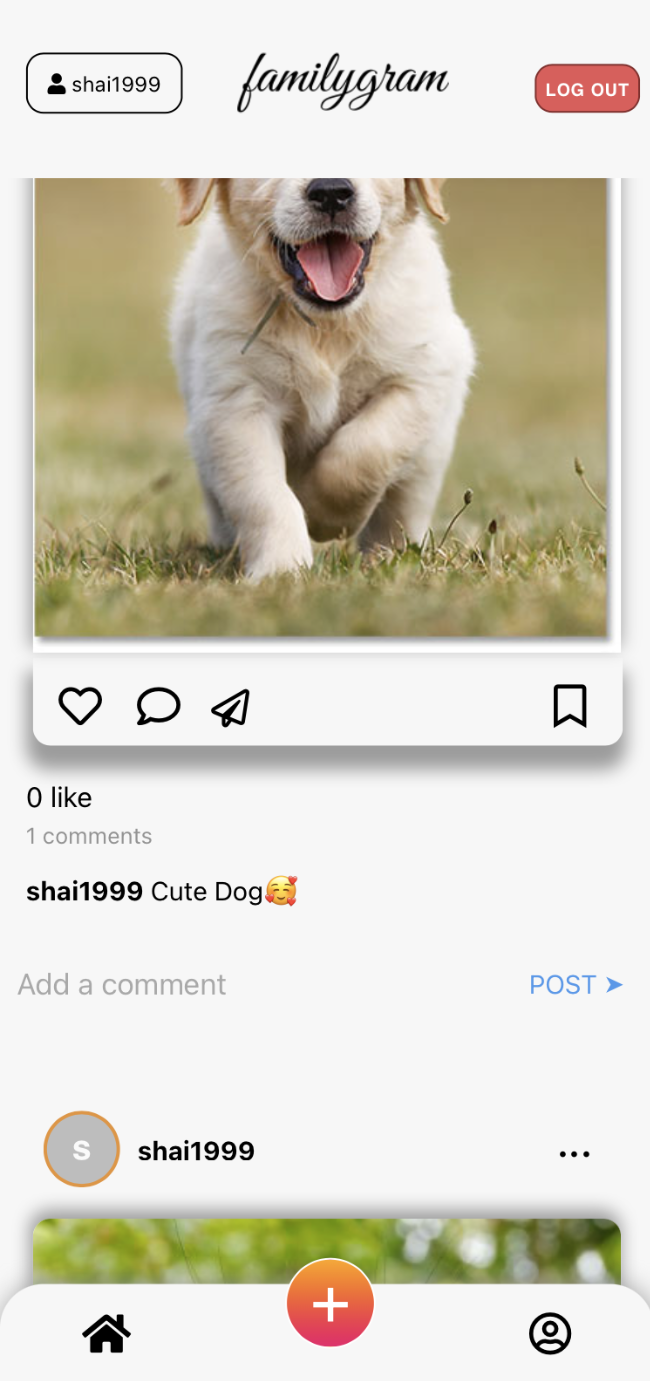 shai1999
familygram
LOG OUT
0 like
1 comments
shai1999 Cute Dog🥰
Add a comment
POST ➤
S
shai1999